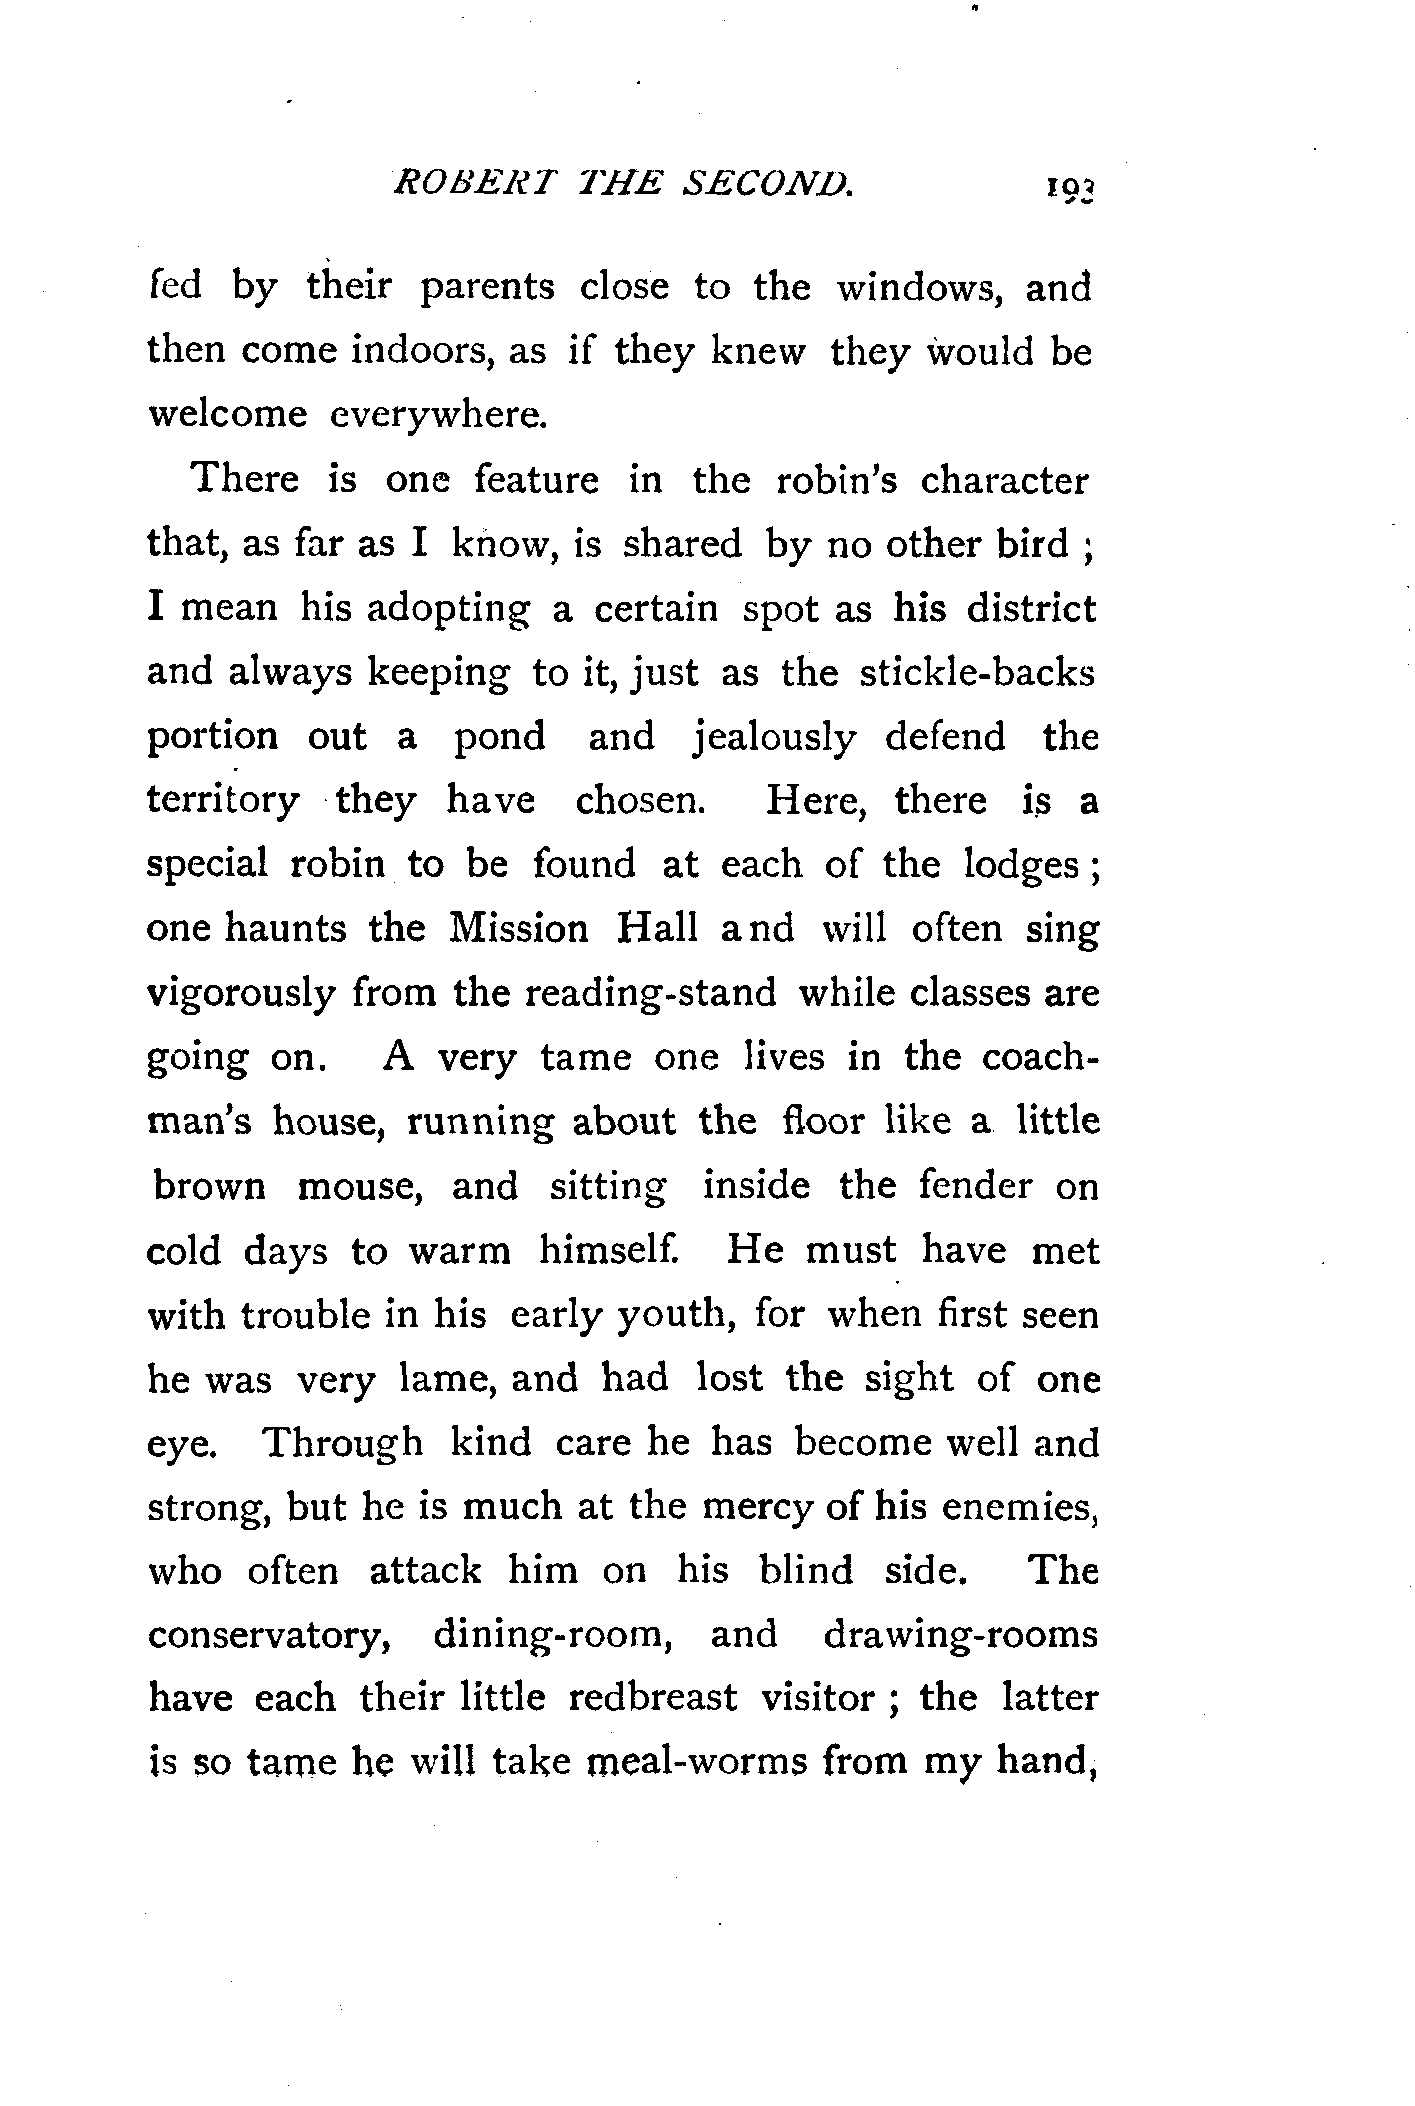 ROBERT THE SECOND. 193
fed by their parents close to the windows, and
then come indoors, as if they knew they would be
welcome everywhere.
There is one feature in the robin's character
that, as far as I know, is shared by no other bird ;
I mean his adopting a certain spot as his district
and always keeping to it, just as the stickle-backs
portion out a pond and jealously defend the
territory they have chosen. Here, there is a
special robin to be found at each of the lodges ;
one haunts the Mission Hall and will often sing
vigorously from the reading-stand while classes are
going on. A very tame one lives in the coach-
man's house, running about the floor like a little
brown mouse, and sitting inside the fender on
cold days to warm himself. He must have met
with trouble in his early youth, for when first seen
he was very lame, and had lost the sight of one
eye. Through kind care he has become well and
strong, but he is much at the mercy of his enemies,
who often attack him on his blind side. The
conservatory, dining-room, and drawing-rooms
have each their little redbreast visitor ; the latter
is so tame he will take meal-worms from my hand,